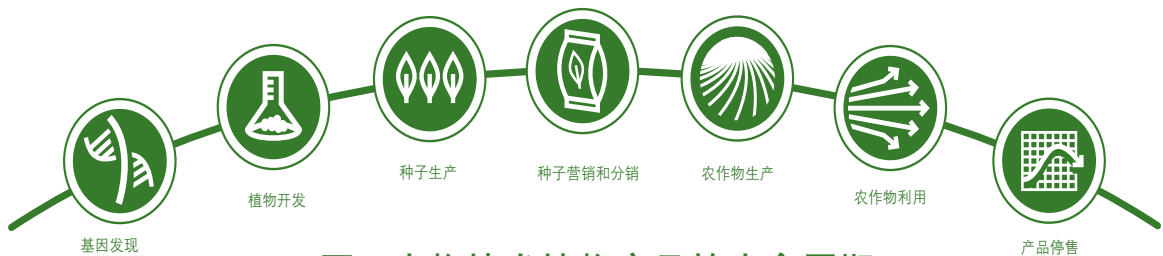 基因发现
植物开发
种子生产
种子营销和分销
农作物生产
农作物利用
产品停售